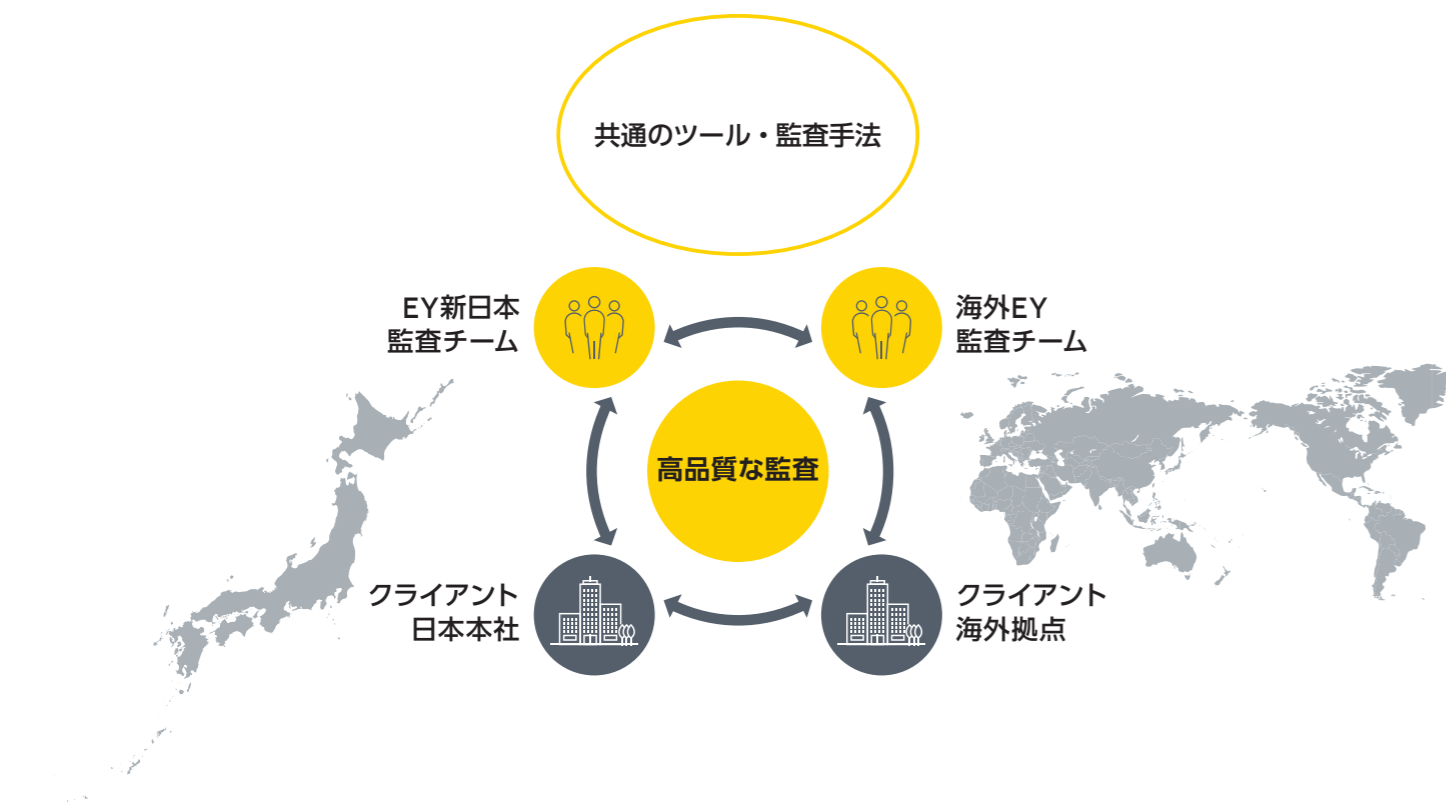 共通のツール・監査手法
EY新日本
監査チーム
海外EY
監査チーム
高品質な監査
クライアント
日本本社
クライアント
海外拠点